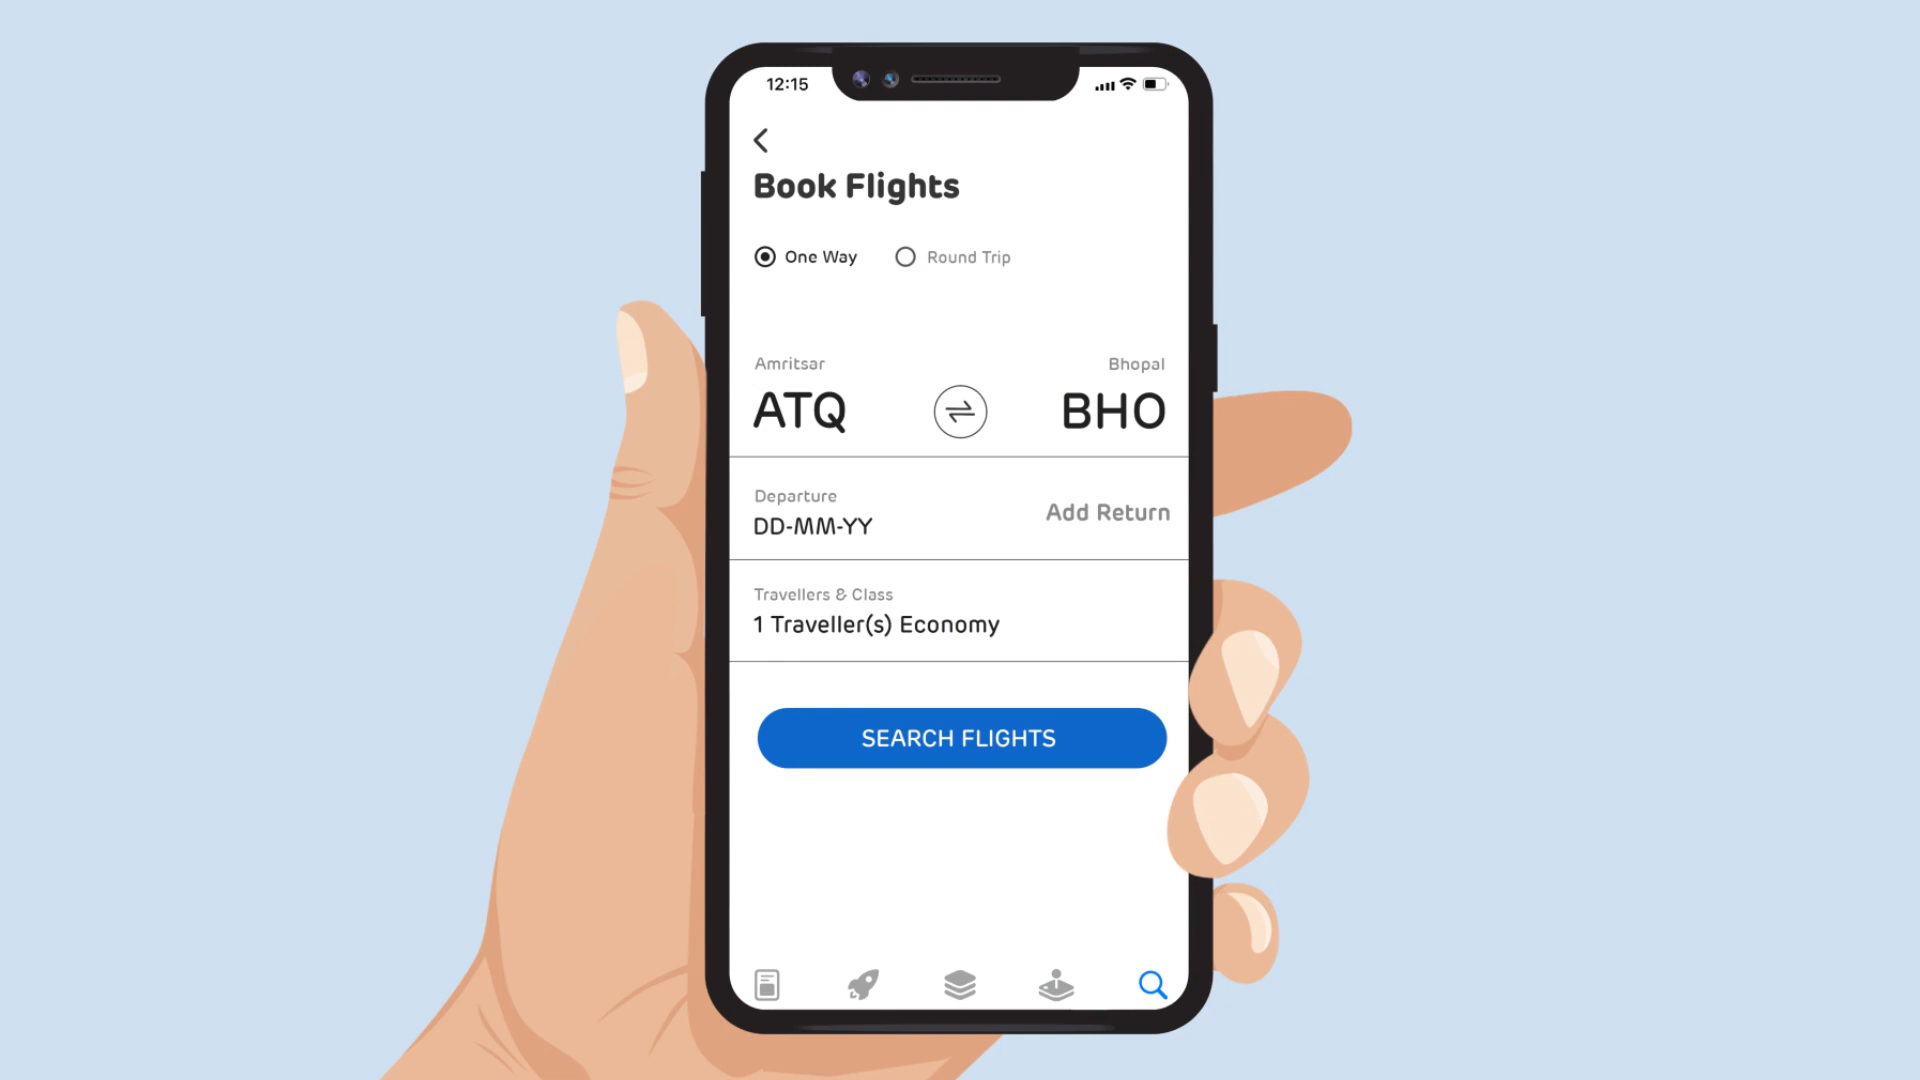 12:15
Book Flights
One Way Round Trip
Amritsar Bhopal
ATQ BHO
Departure
DD-MM-YY
Add Return
Travellers & Class
1 Traveller(s) Economy
SEARCH FLIGHTS